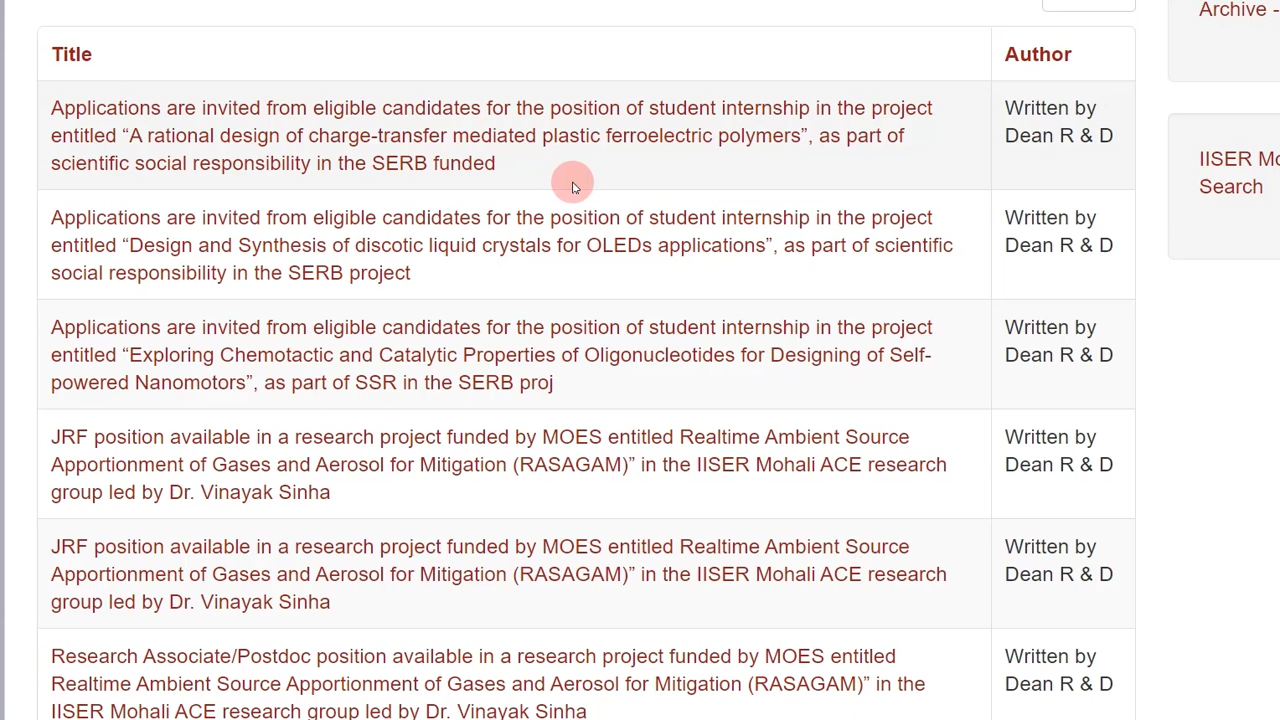 Archive -
Title
Author
Applications are invited from eligible candidates for the position of student internship in the project
entitled “A rational design of charge-transfer mediated plastic ferroelectric polymers”, as part of
scientific social responsibility in the SERB funded
Written by
Dean R & D
IISER Mo
Search
Applications are invited from eligible candidates for the position of student internship in the project
entitled “Design and Synthesis of discotic liquid crystals for OLEDs applications”, as part of scientific
social responsibility in the SERB project
Written by
Dean R & D
Applications are invited from eligible candidates for the position of student internship in the project
entitled “Exploring Chemotactic and Catalytic Properties of Oligonucleotides for Designing of Self-
powered Nanomotors”, as part of SSR in the SERB proj
Written by
Dean R & D
JRF position available in a research project funded by MOES entitled Realtime Ambient Source
Apportionment of Gases and Aerosol for Mitigation (RASAGAM)” in the IISER Mohali ACE research
group led by Dr. Vinayak Sinha
Written by
Dean R & D
JRF position available in a research project funded by MOES entitled Realtime Ambient Source
Apportionment of Gases and Aerosol for Mitigation (RASAGAM)” in the IISER Mohali ACE research
group led by Dr. Vinayak Sinha
Written by
Dean R & D
Research Associate/Postdoc position available in a research project funded by MOES entitled
Realtime Ambient Source Apportionment of Gases and Aerosol for Mitigation (RASAGAM)” in the
IISER Mohali ACE research group led by Dr. Vinayak Sinha
Written by
Dean R & D